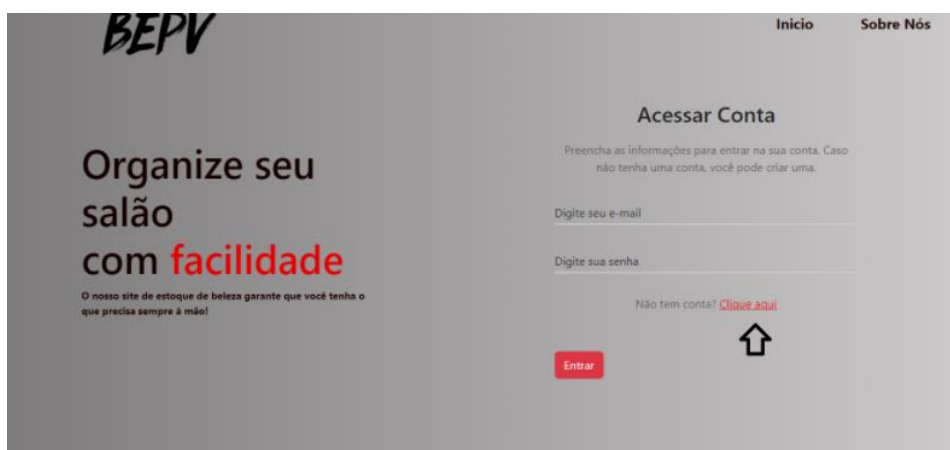 BEPV
Inicio Sobre Nós
Organize seu
salão
com facilidade
O nosso site de estoque de beleza garante que você tenha o
que precisa sempre à mão!
Acessar Conta
Preencha as informações para entrar na sua conta. Caso
não tenha uma conta, você pode criar uma.
Digite seu e-mail
Digite sua senha
Não tem conta? Clique aqui
Entrar